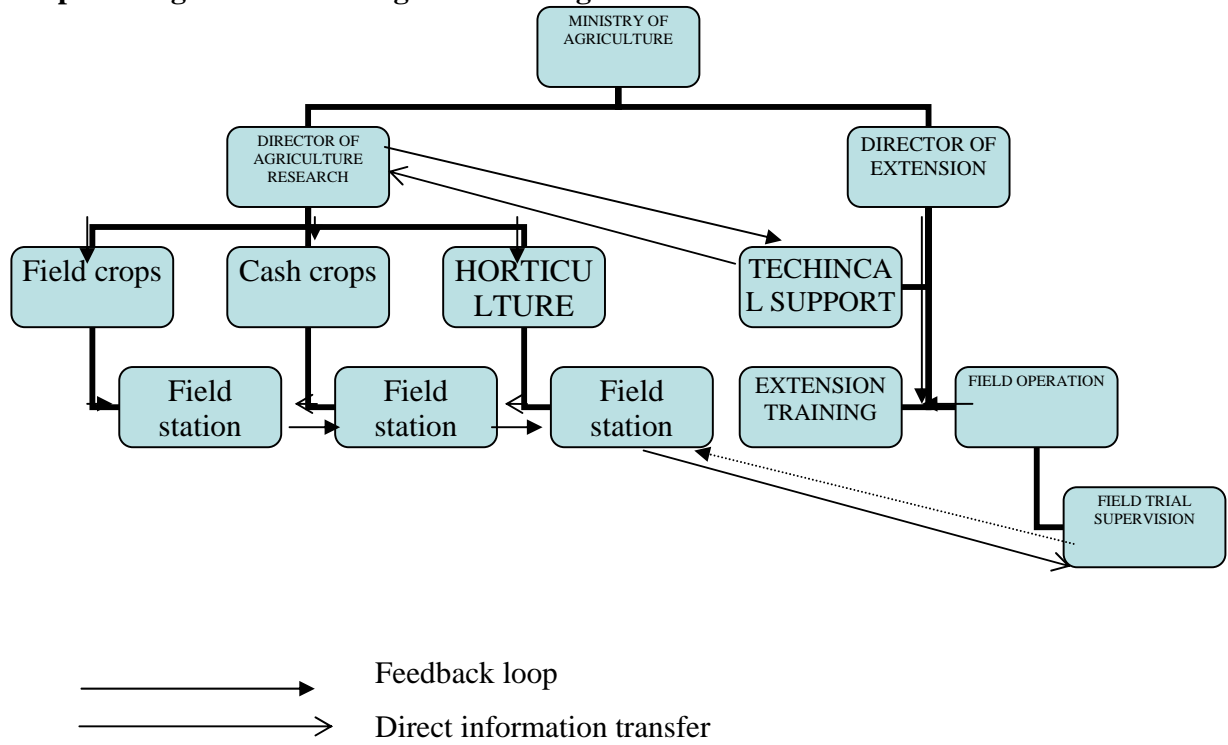 MINISTRY OF
AGRICULTURE
DIRECTOR OF
AGRICULTURE
RESEARCH
DIRECTOR OF
EXTENSION
Field crops
Cash crops
HORTICU
LTURE
TECHINCA
L SUPPORT
Field
station
Field
station
Field
station
EXTENSION
TRAINING
FIELD OPERATION
FIELD TRIAL
SUPERVISION
Feedback loop
Direct information transfer